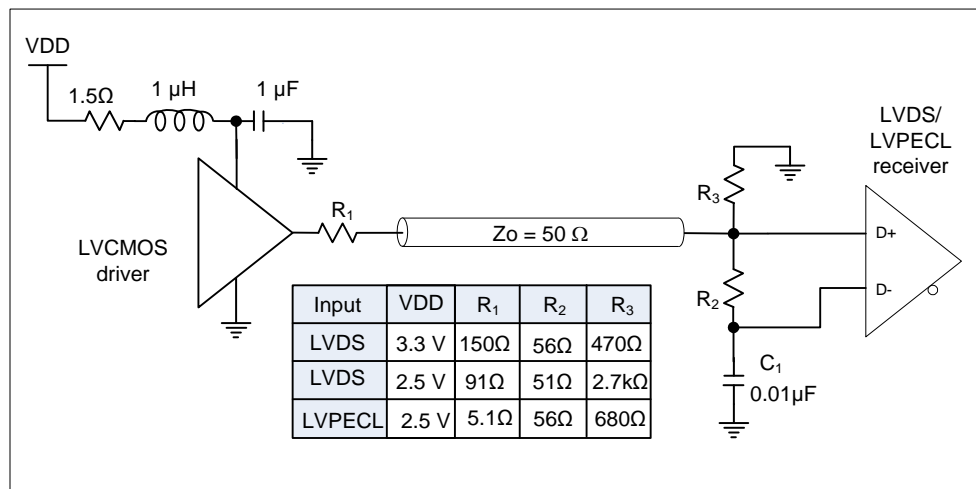 VDD
1.5Ω
1 µH
1 µF
LVCMOS
driver
R1
Zo = 50 Ω
R3
R2
C1
0.01µF
LVDS/
LVPECL
receiver
D+
D-
Input VDD R1 R2 R3
LVDS 3.3 V 150Ω 56Ω 470Ω
LVDS 2.5 V 91Ω 51Ω 2.7kΩ
LVPECL 2.5 V 5.1Ω 56Ω 680Ω